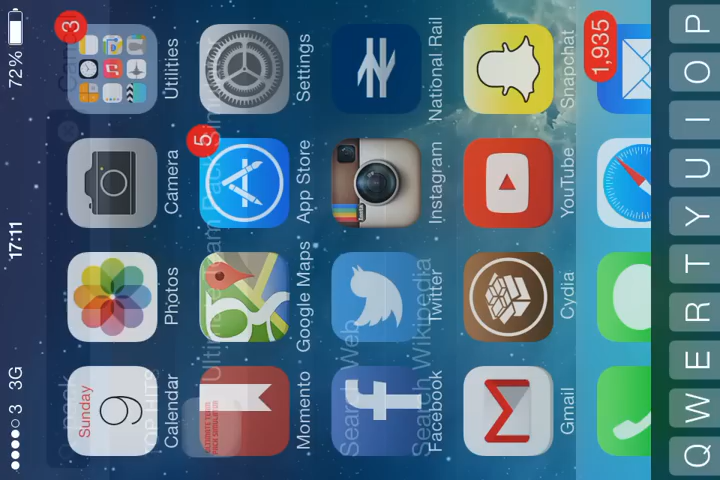 3 3G 17:11 72%
3
Sunday
9
Calendar Photos Camera Utilities
5
Momento Google Maps App Store Settings
Search Web
Search Wikipedia
Facebook Twitter Instagram National Rail
Gmail Cydia YouTube Snapchat
1,935
Q W E R T Y U I O P